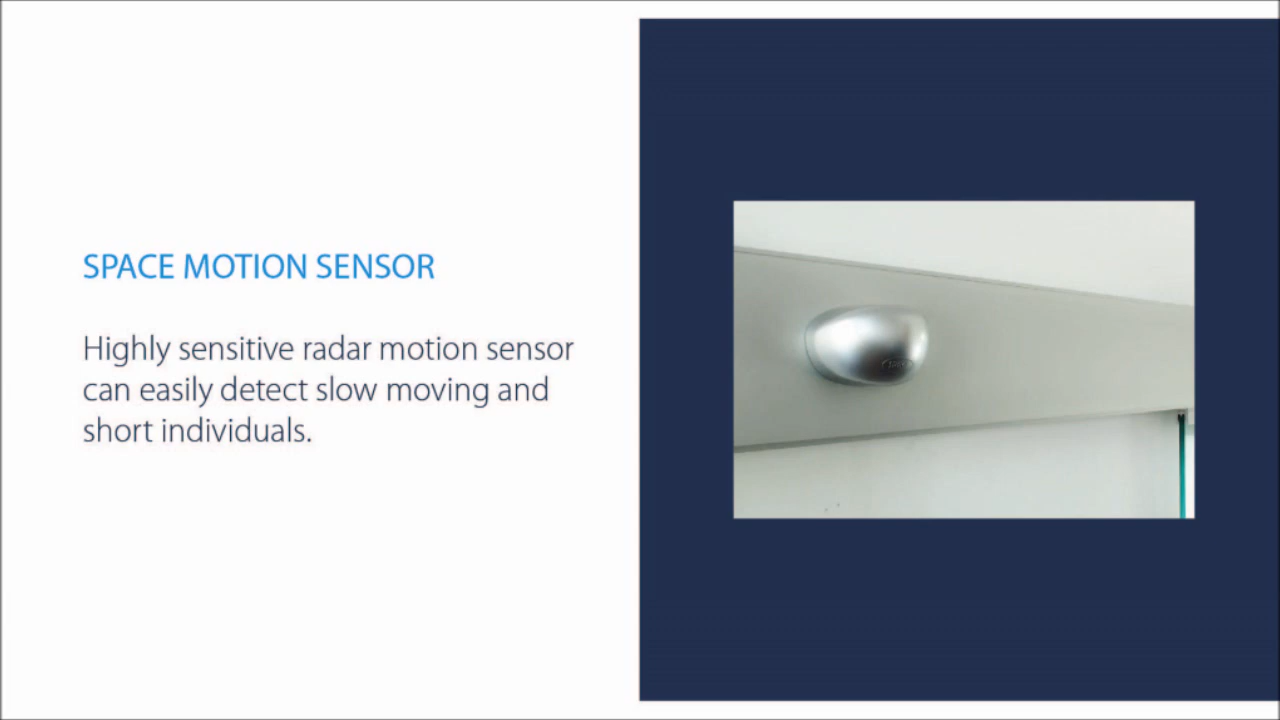 SPACE MOTION SENSOR
Highly sensitive radar motion sensor
can easily detect slow moving and
short individuals.